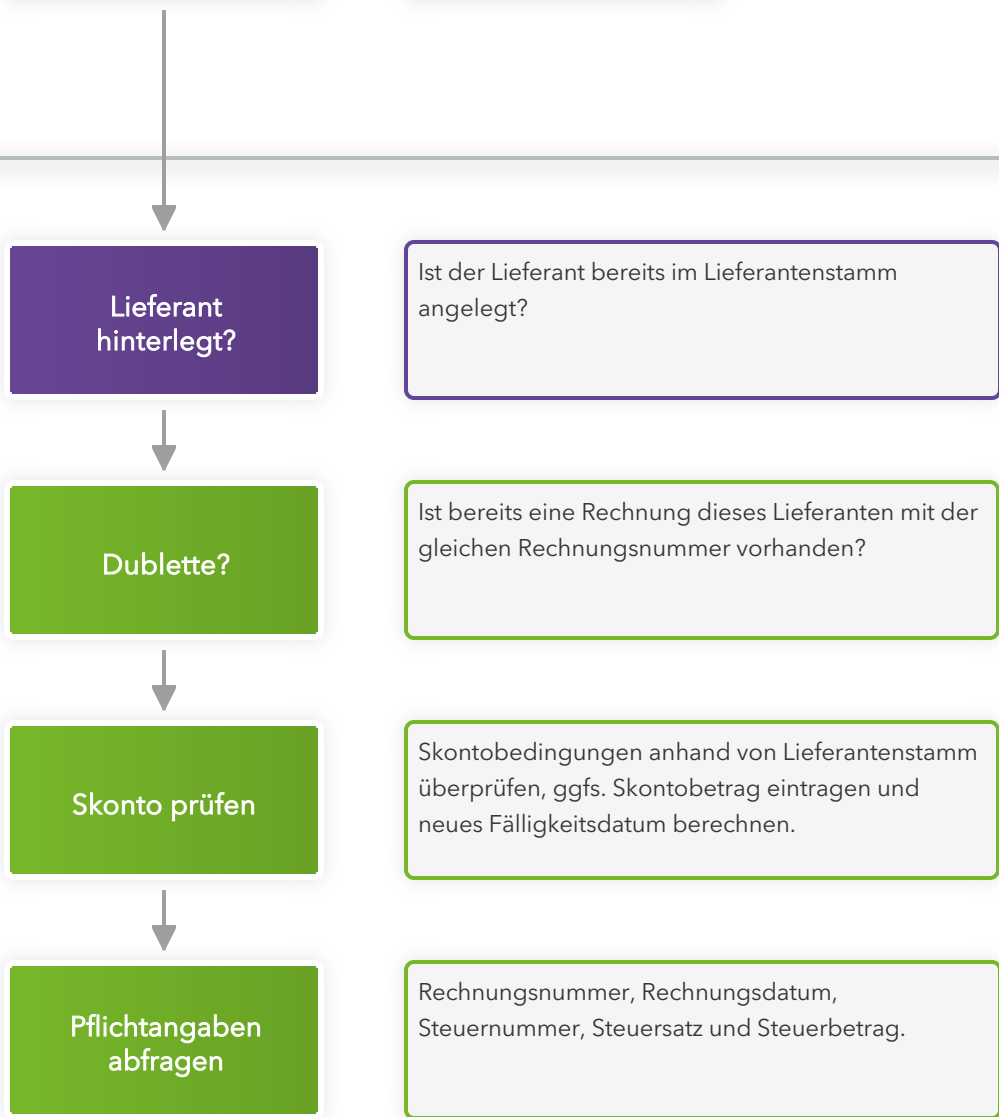 Lieferant
hinterlegt?
Ist der Lieferant bereits im Lieferantenstamm
angelegt?
Dublette?
Ist bereits eine Rechnung dieses Lieferanten mit der
gleichen Rechnungsnummer vorhanden?
Skonto prüfen
Skontobedingungen anhand von Lieferantenstamm
überprüfen, ggfs. Skontobetrag eintragen und
neues Fälligkeitsdatum berechnen.
Pflichtangaben
abfragen
Rechnungsnummer, Rechnungsdatum,
Steuernummer, Steuersatz und Steuerbetrag.